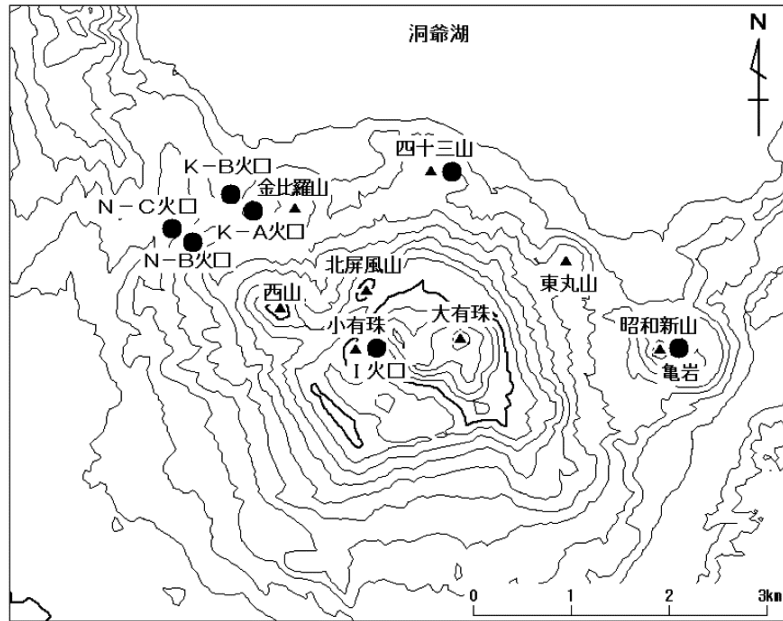 洞爺湖
N
四十三山
K－B火口
金比羅山
N－C火口
K－A火口
N－B火口
北屏風山
東丸山
西山
大有珠
小有珠
昭和新山
I火口
亀岩
0 1 2 3km